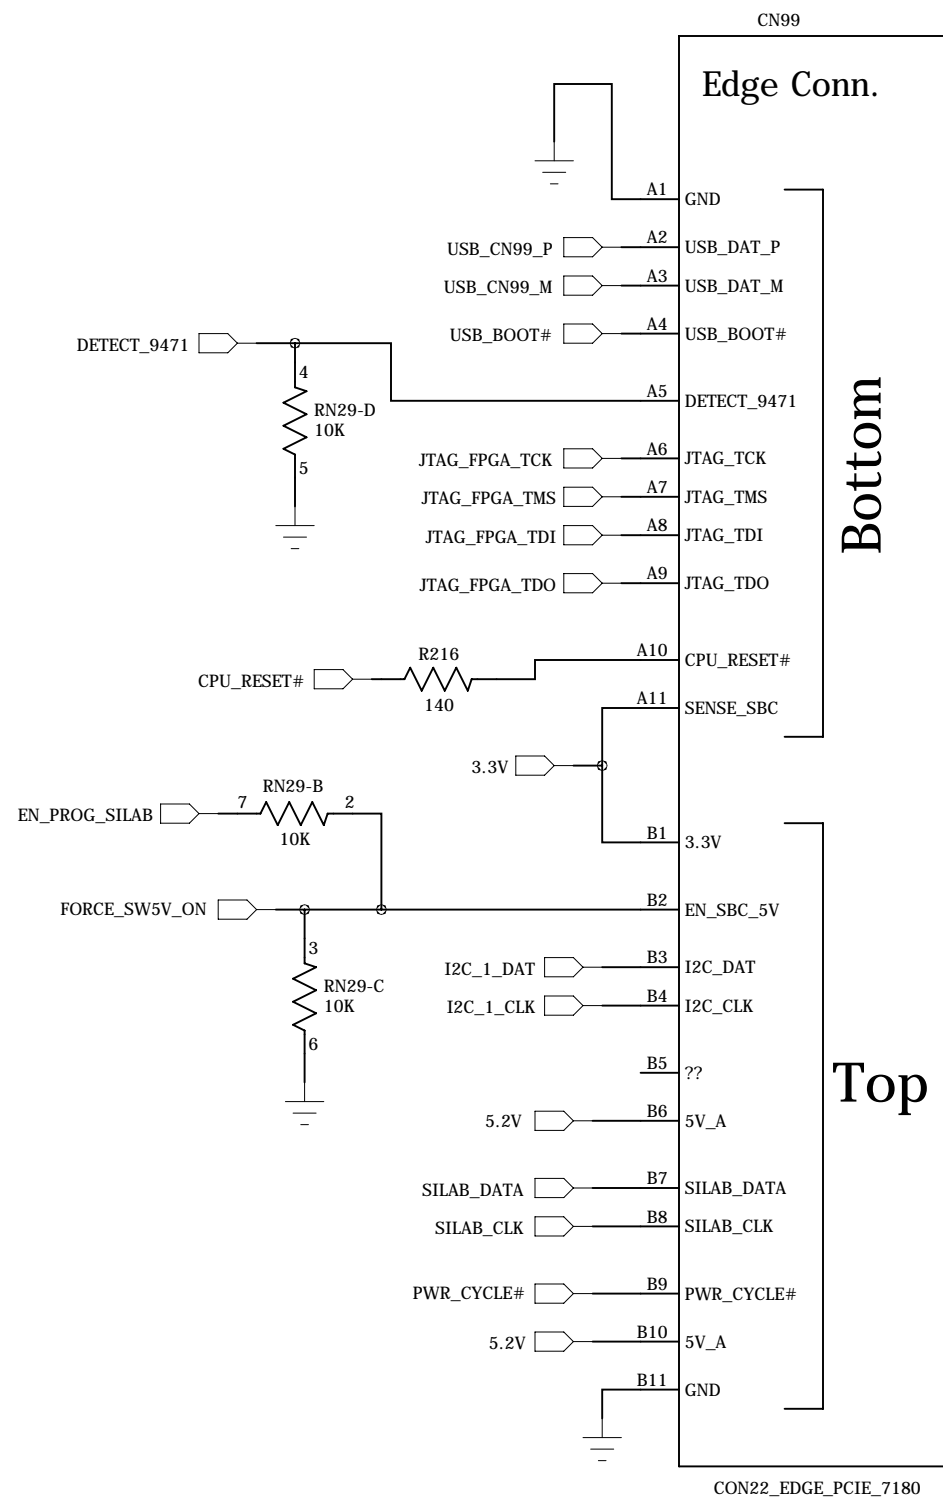 CN99
Edge Conn.
A1 GND
USB_CN99_P A2 USB_DAT_P
USB_CN99_M A3 USB_DAT_M
USB_BOOT# A4 USB_BOOT#
DETECT_9471
4
RN29-D
10K
5
A5 DETECT_9471
JTAG_FPGA_TCK A6 JTAG_TCK
JTAG_FPGA_TMS A7 JTAG_TMS
JTAG_FPGA_TDI A8 JTAG_TDI
JTAG_FPGA_TDO A9 JTAG_TDO
Bottom
R216
CPU_RESET# A10 CPU_RESET#
140
A11 SENSE_SBC
3.3V
RN29-B
EN_PROG_SILAB 7 2
10K
B1 3.3V
FORCE_SW5V_ON B2 EN_SBC_5V
3
RN29-C
10K
6
I2C_1_DAT B3 I2C_DAT
I2C_1_CLK B4 I2C_CLK
B5 ??
Top
5.2V B6 5V_A
SILAB_DATA B7 SILAB_DATA
SILAB_CLK B8 SILAB_CLK
PWR_CYCLE# B9 PWR_CYCLE#
5.2V B10 5V_A
B11 GND
CON22_EDGE_PCIE_7180